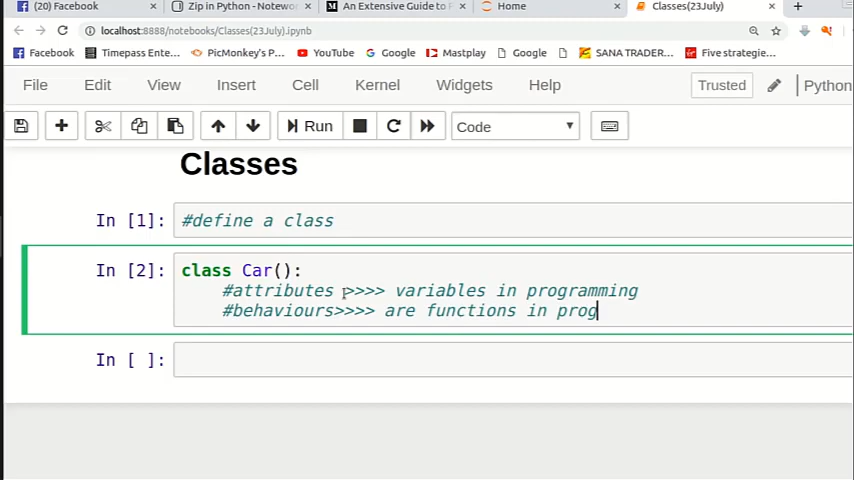 (20) Facebook Zip in Python - Notewo An Extensive Guide to Home Classes(23July)
localhost:8888/notebooks/Classes(23July).ipynb
Facebook Timepass Ente... PicMonkey's P... YouTube Google Mastplay Google SANA TRADER... Five strategies...
File Edit View Insert Cell Kernel Widgets Help Trusted Python
Run Code
Classes
In [1]: #define a class
In [2]: class Car():
#attributes >>>> variables in programming
#behaviours>>>> are functions in prog
In [ ]: